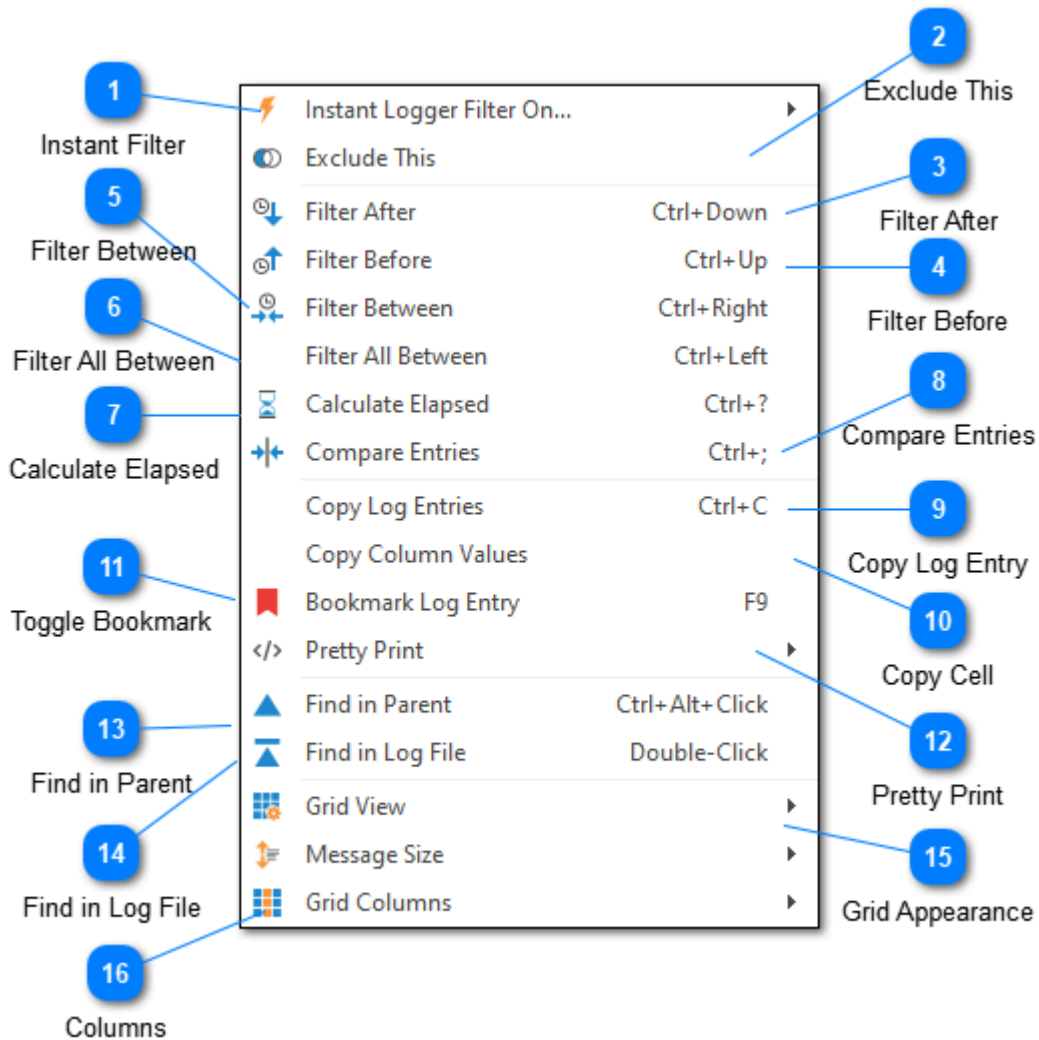 1
Instant Filter
2
Exclude This
3
Filter After
4
Filter Before
5
Filter Between
6
Filter All Between
7
Calculate Elapsed
8
Compare Entries
9
Copy Log Entry
10
Copy Cell
11
Toggle Bookmark
12
Pretty Print
13
Find in Parent
14
Find in Log File
15
Grid Appearance
16
Columns
Instant Logger Filter On...
Exclude This
Filter After Ctrl+Down
Filter Before Ctrl+Up
Filter Between Ctrl+Right
Filter All Between Ctrl+Left
Calculate Elapsed Ctrl+?
Compare Entries Ctrl+;
Copy Log Entries Ctrl+C
Copy Column Values
Bookmark Log Entry F9
Pretty Print
Find in Parent Ctrl+Alt+Click
Find in Log File Double-Click
Grid View
Message Size
Grid Columns